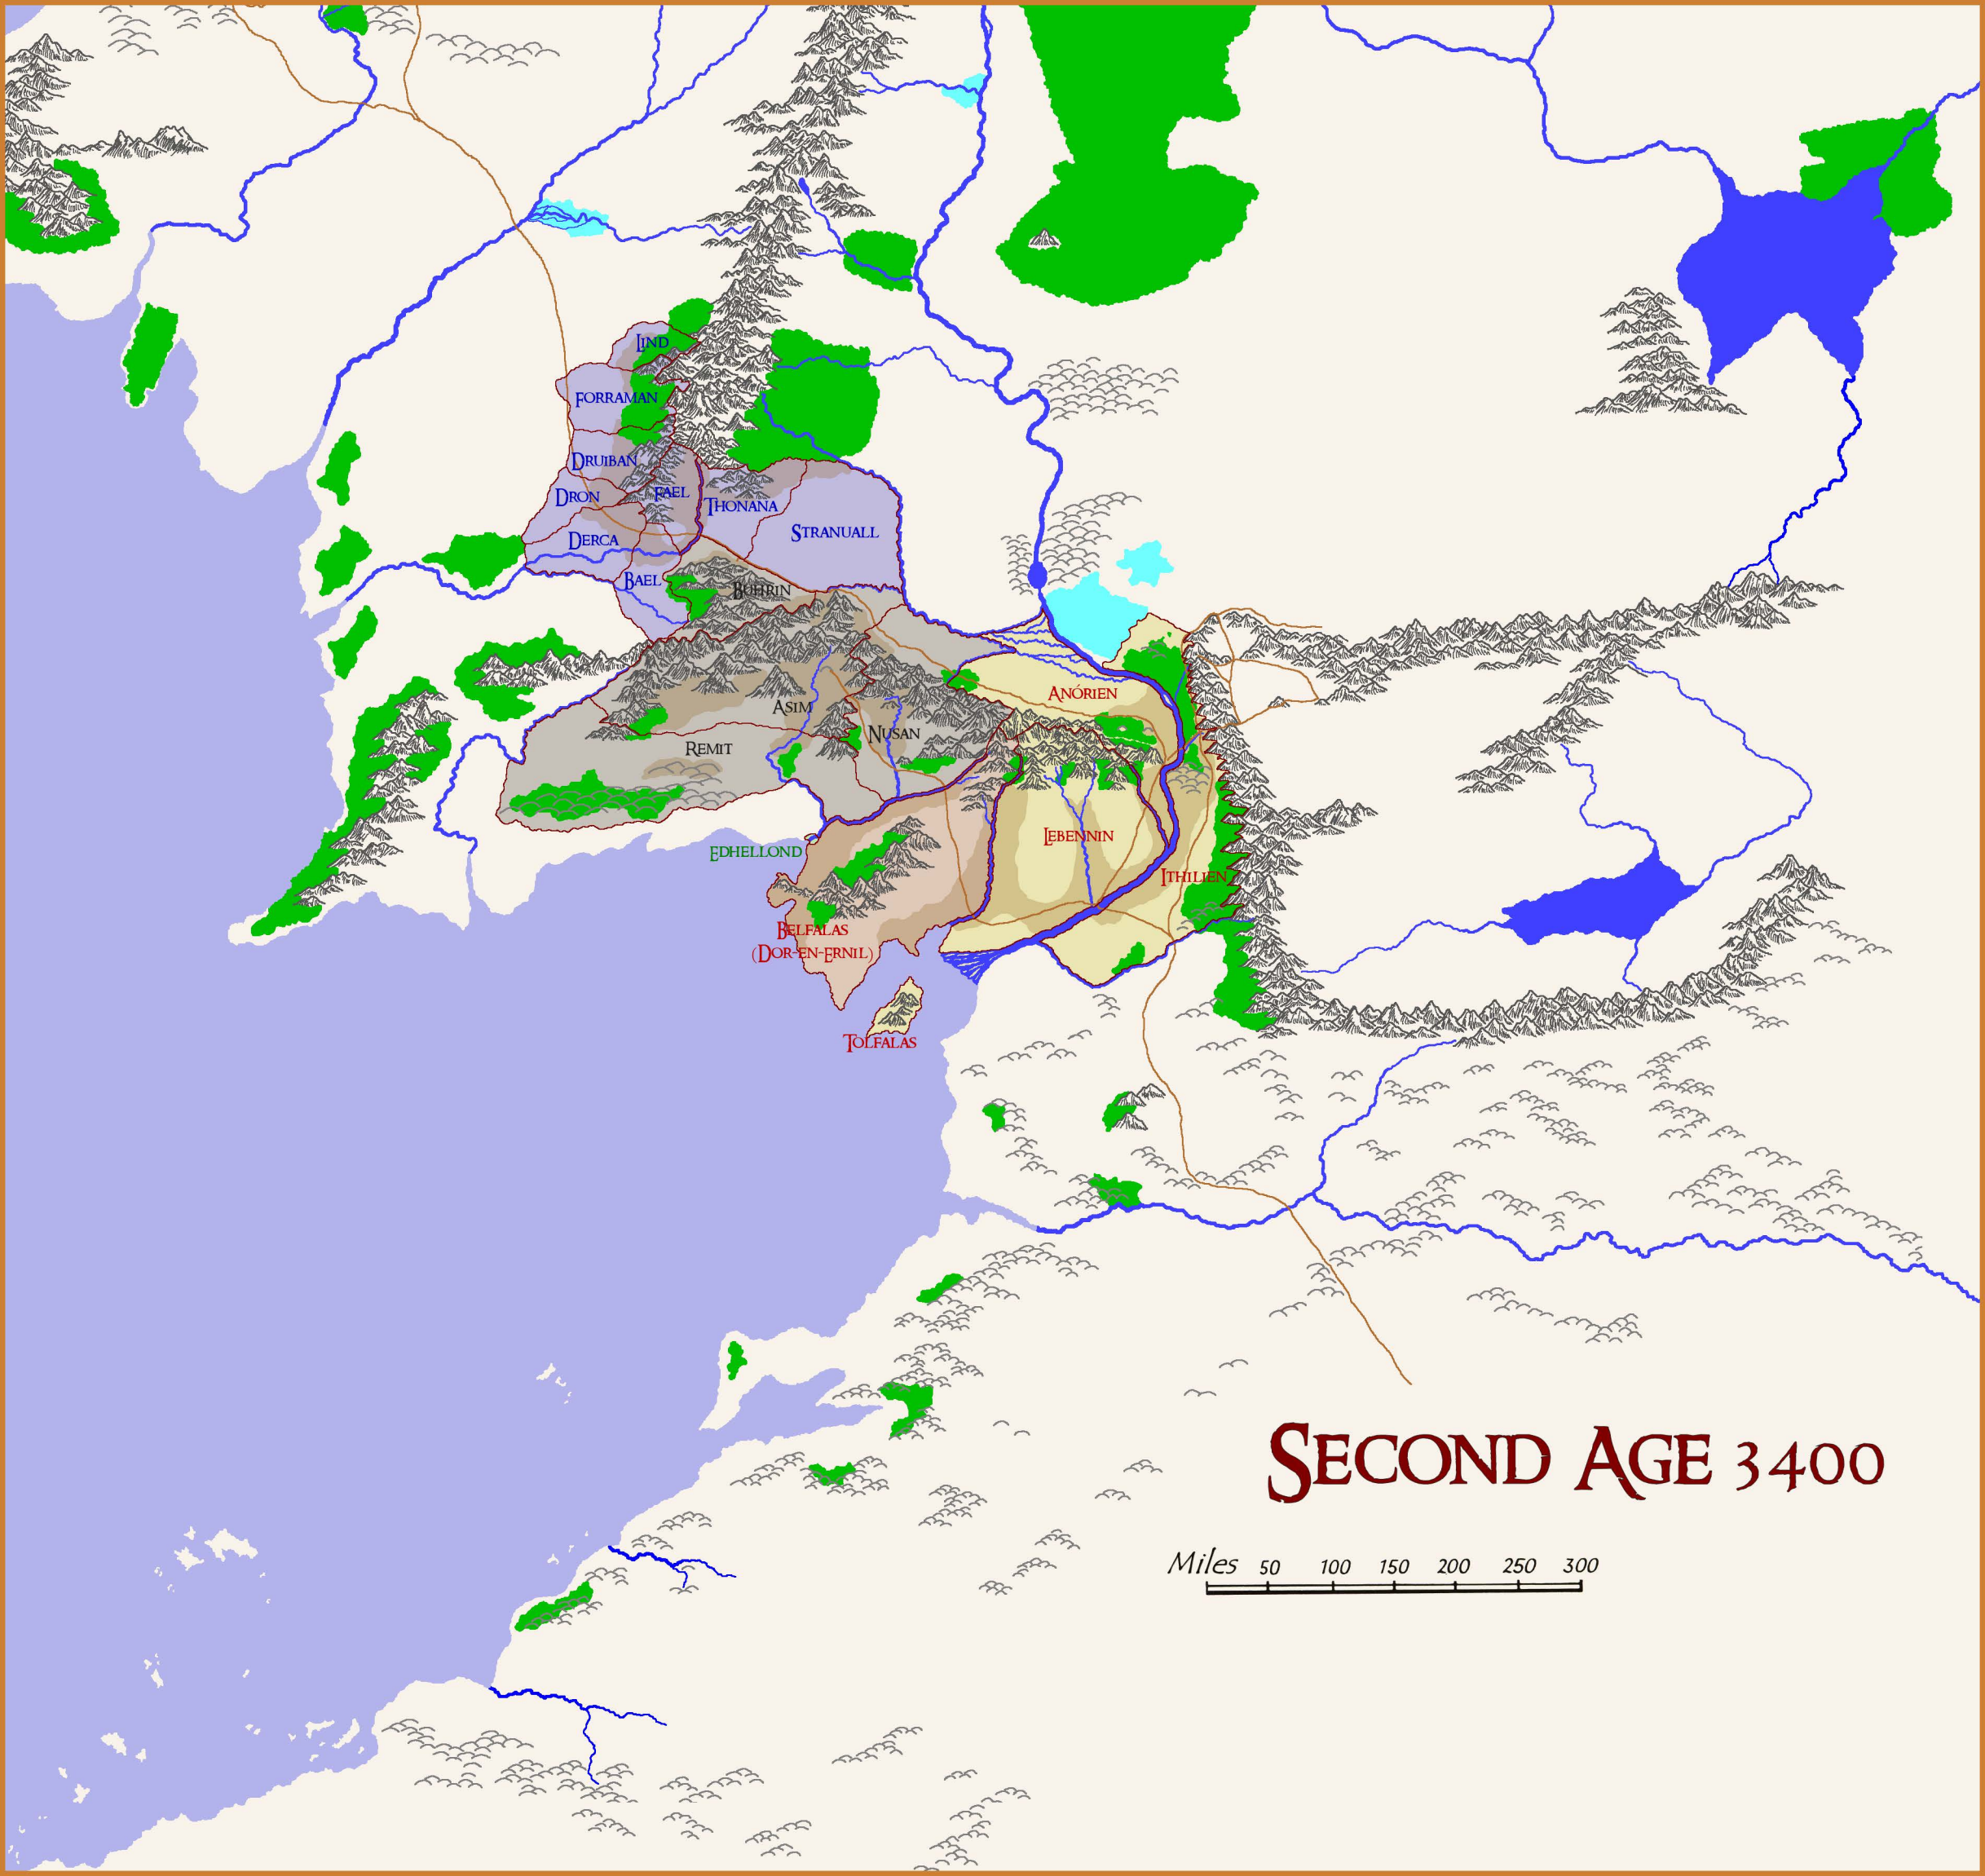 Lind
Forraman
Druiban
Dron
Fael
Thonana
Stranuall
Derca
Bael
Buhrin
Anórien
Asim
Nusan
Remit
Lebennin
Edhellond
Ithilien
Belfalas
(Dor-en-Ernil)
Tolfalas
Second Age 3400
Miles 50 100 150 200 250 300